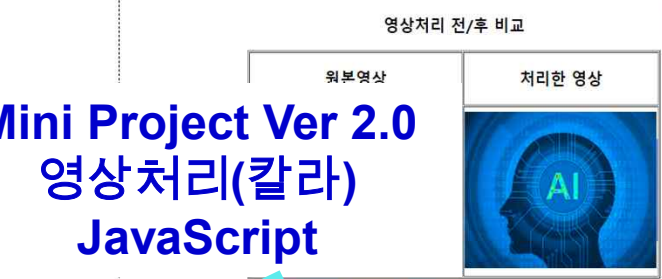 영상처리 전/후 비교
원본영상
처리한 영상
Mini Project Ver 2.0
영상처리(칼라)
JavaScript
AI